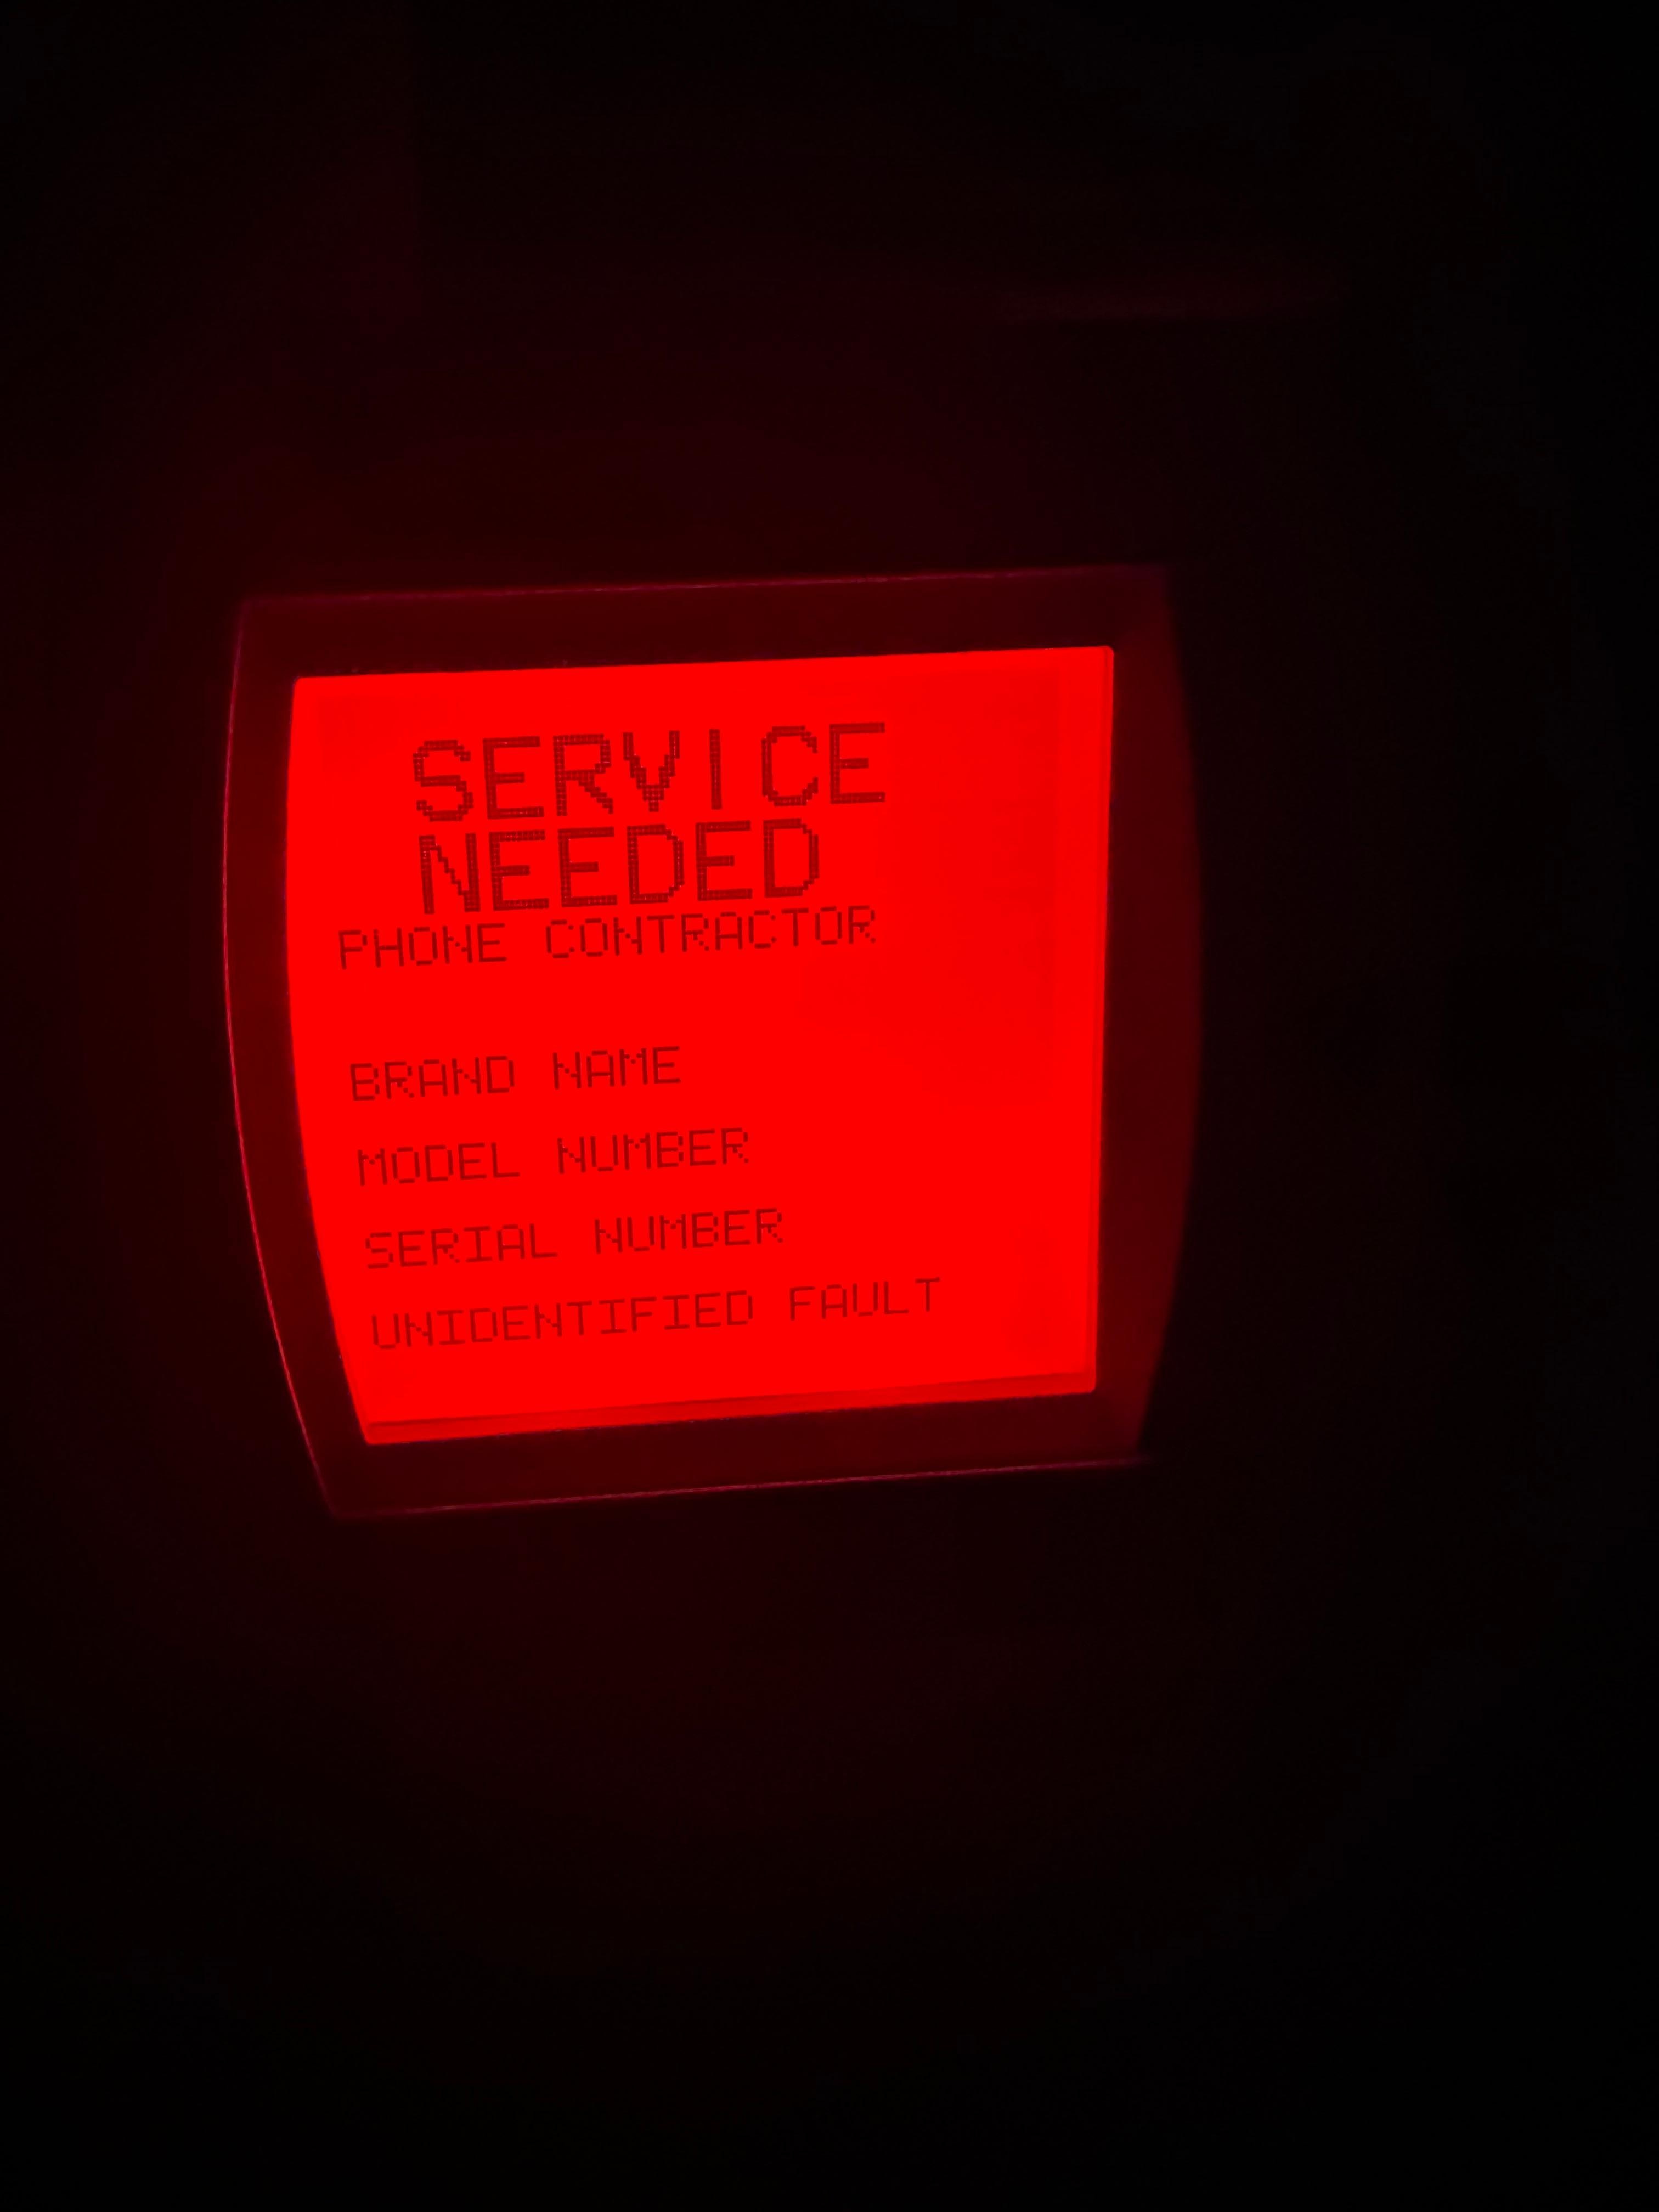 SERVICE
NEEDED
PHONE CONTRACTOR
BRAND NAME
MODEL NUMBER
SERIAL NUMBER
UNIDENTIFIED FAULT